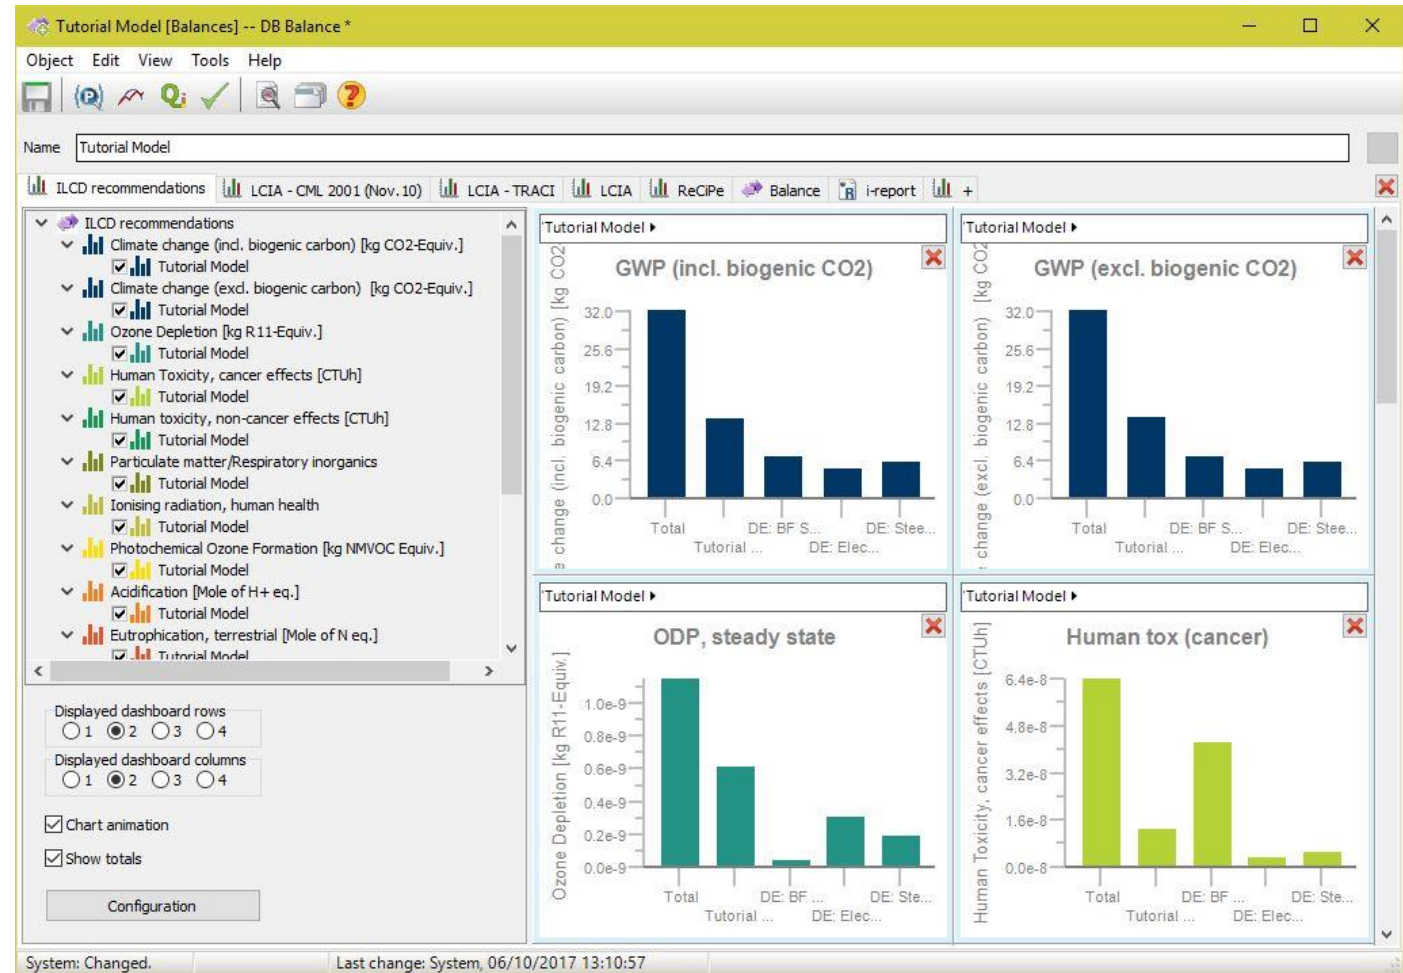 Tutorial Model [Balances] -- DB Balance *
Object Edit View Tools Help
Name Tutorial Model
ILCD recommendations LCIA - CML 2001 (Nov. 10) LCIA - TRACI LCIA ReCiPe Balance i-report +
ILCD recommendations
Climate change (incl. biogenic carbon) [kg CO2-Equiv.]
Tutorial Model
Climate change (excl. biogenic carbon) [kg CO2-Equiv.]
Tutorial Model
Ozone Depletion [kg R11-Equiv.]
Tutorial Model
Human Toxicity, cancer effects [CTUh]
Tutorial Model
Human toxicity, non-cancer effects [CTUh]
Tutorial Model
Particulate matter/Respiratory inorganics
Tutorial Model
Ionising radiation, human health
Tutorial Model
Photochemical Ozone Formation [kg NMVOC Equiv.]
Tutorial Model
Acidification [Mole of H+ eq.]
Tutorial Model
Eutrophication, terrestrial [Mole of N eq.]
Tutorial Model
Displayed dashboard rows
1 2 3 4
Displayed dashboard columns
1 2 3 4
Chart animation
Show totals
Configuration
Tutorial Model
GWP (incl. biogenic CO2)
e change (incl. biogenic carbon) [kg CO2
32.0
25.6
19.2
12.8
6.4
0.0
Total DE: BF S... DE: Stee...
Tutorial ... DE: Elec...
Tutorial Model
GWP (excl. biogenic CO2)
e change (excl. biogenic carbon) [kg CO2
32.0
25.6
19.2
12.8
6.4
0.0
Total DE: BF S... DE: Stee...
Tutorial ... DE: Elec...
Tutorial Model
ODP, steady state
Ozone Depletion [kg R11-Equiv.]
1.0e-9
0.8e-9
0.6e-9
0.4e-9
0.2e-9
0.0e-9
Total DE: BF ... DE: Ste...
Tutorial ... DE: Elec...
Tutorial Model
Human tox (cancer)
Human Toxicity, cancer effects [CTUh]
6.4e-8
4.8e-8
3.2e-8
1.6e-8
0.0e-8
Total DE: BF ... DE: Ste...
Tutorial ... DE: Elec...
System: Changed. Last change: System, 06/10/2017 13:10:57